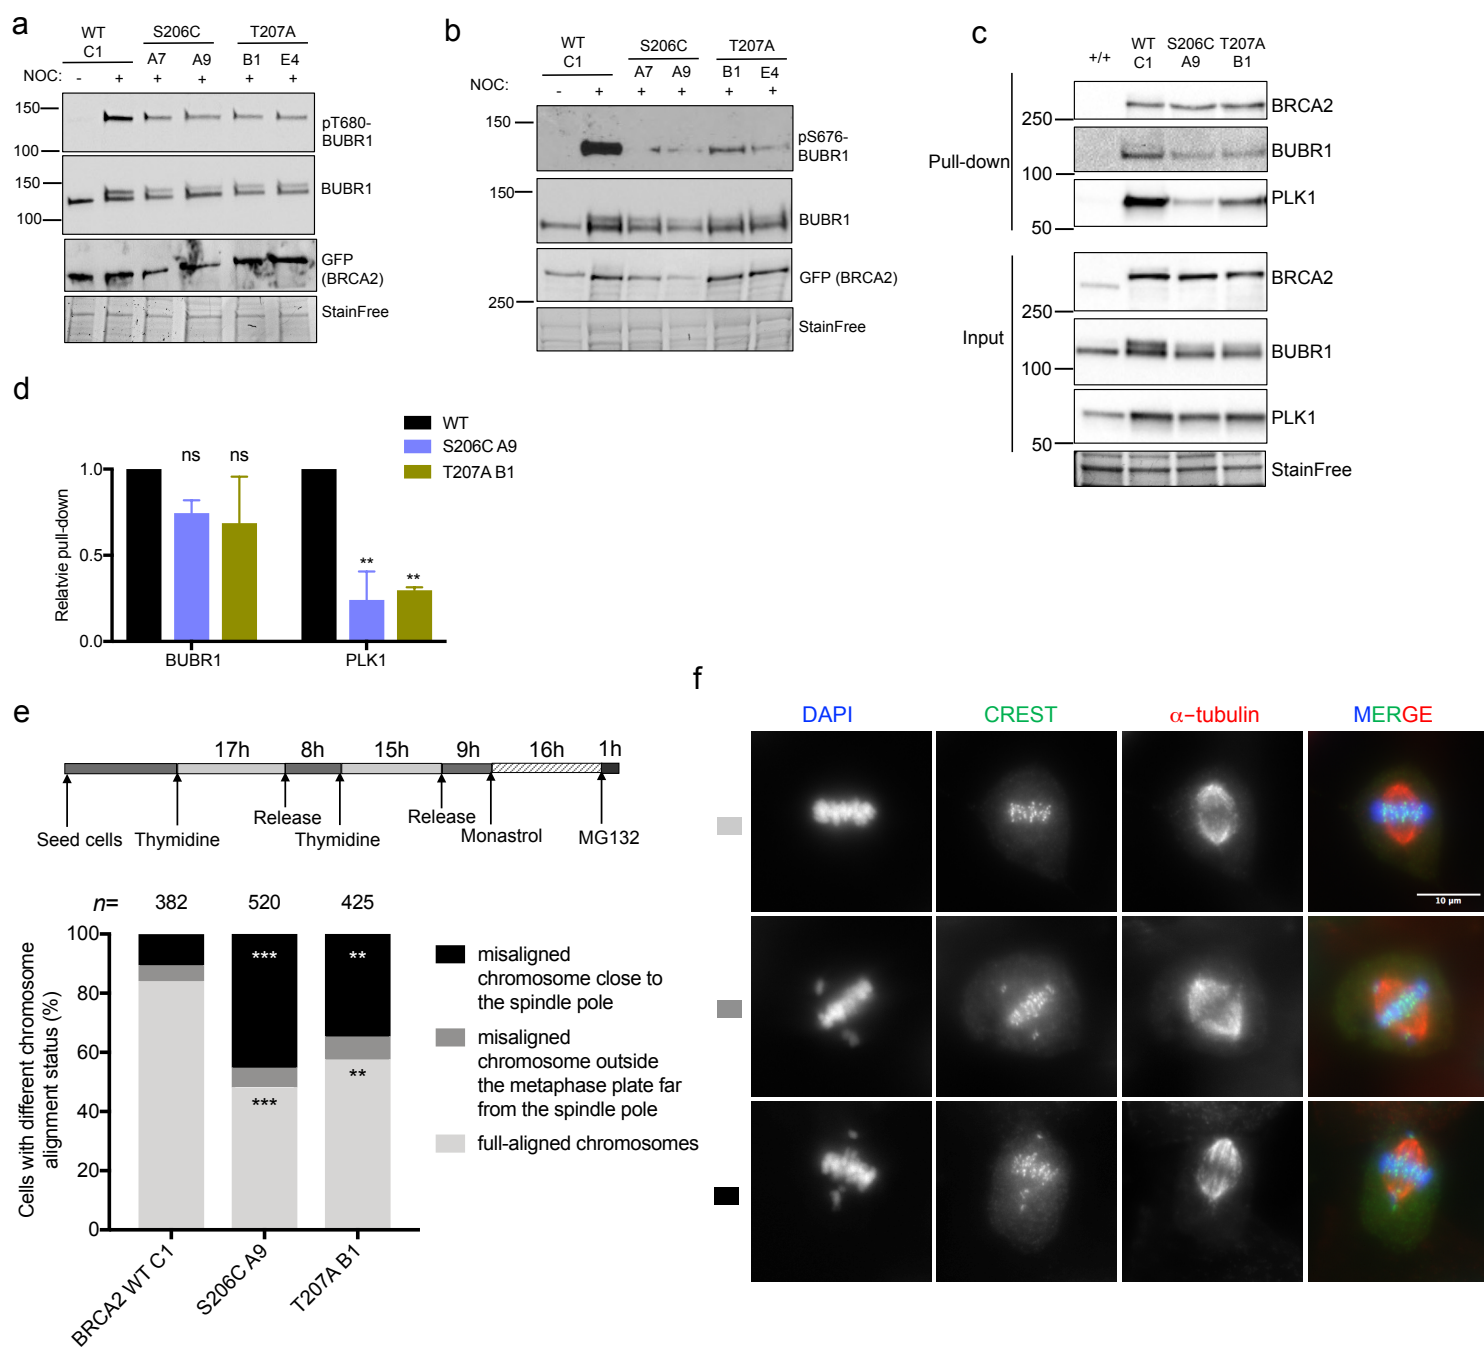 a
WT
C1
S206C
T207A
A7 A9 B1 E4
NOC: - + + + + +
150
100
pT680-
BUBR1
150
100
BUBR1
GFP
(BRCA2)
StainFree
b
WT
C1
S206C
T207A
A7 A9 B1 E4
NOC: - + + + + +
150
pS676-
BUBR1
150
BUBR1
GFP (BRCA2)
250
StainFree
c
+/+
WT
C1
S206C
A9
T207A
B1
Pull-down
BRCA2
250
BUBR1
100
PLK1
50
Input
BRCA2
250
BUBR1
100
PLK1
50
StainFree
d
WT
S206C A9
T207A B1
Relatvie pull-down
1.0
0.5
0.0
ns ns
** **
BUBR1 PLK1
e
17h 8h 15h 9h 16h 1h
Seed cells
Thymidine
Release
Thymidine
Release
Monastrol
MG132
n= 382 520 425
Cells with different chromosome
alignment status (%)
100
80
60
40
20
0
*** **
*** **
BRCA2 WT C1
S206C A9
T207A B1
misaligned
chromosome close to
the spindle pole
misaligned
chromosome outside
the metaphase plate far
from the spindle pole
full-aligned chromosomes
f
DAPI CREST α-tubulin MERGE
10 µm